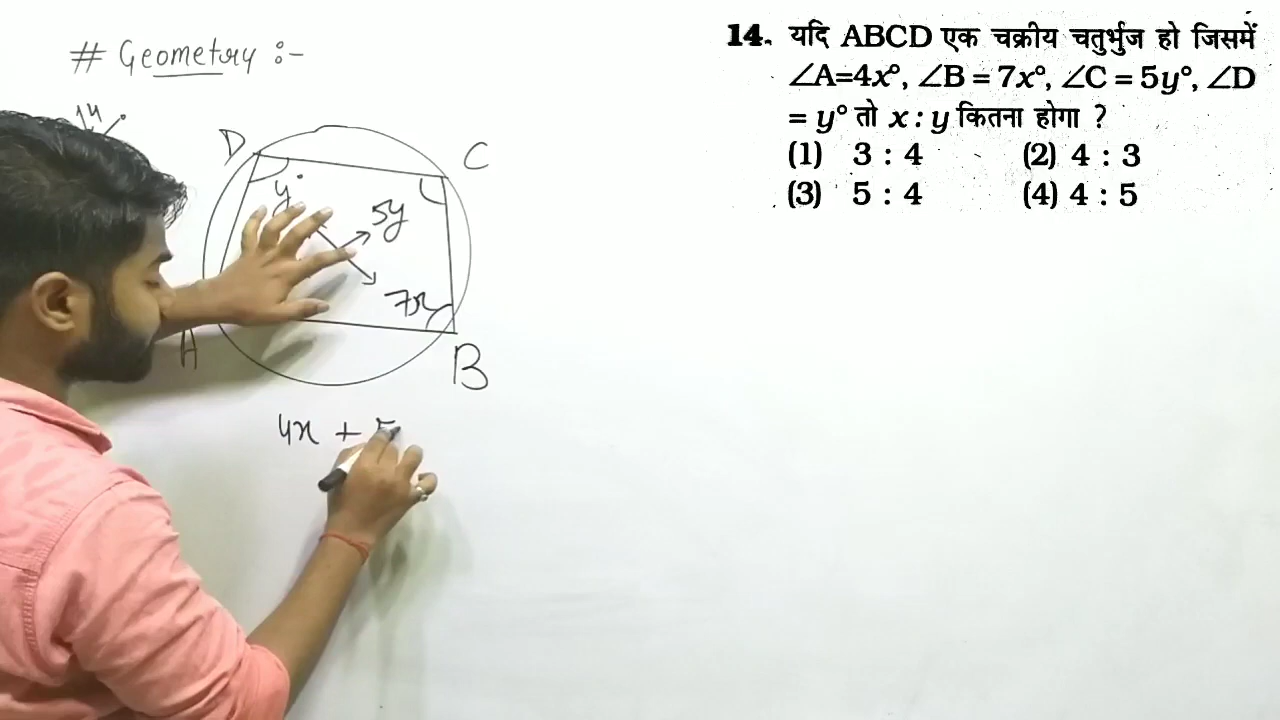 # Geometry :-
14
D
C
y°
5y
7x
A
B
4x + 5
14. यदि ABCD एक चक्रीय चतुर्भुज हो जिसमें
∠A=4x°, ∠B = 7x°, ∠C = 5y°, ∠D
= y° तो x : y कितना होगा ?
(1) 3 : 4 (2) 4 : 3
(3) 5 : 4 (4) 4 : 5